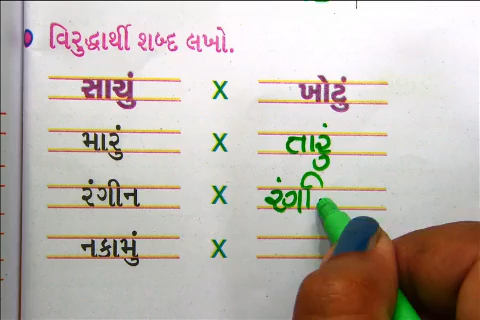 વિરુદ્ધાર્થી શબ્દ લખો.
સાચું X ખોટું
મારું X તારું
રંગીન X
નકામું X